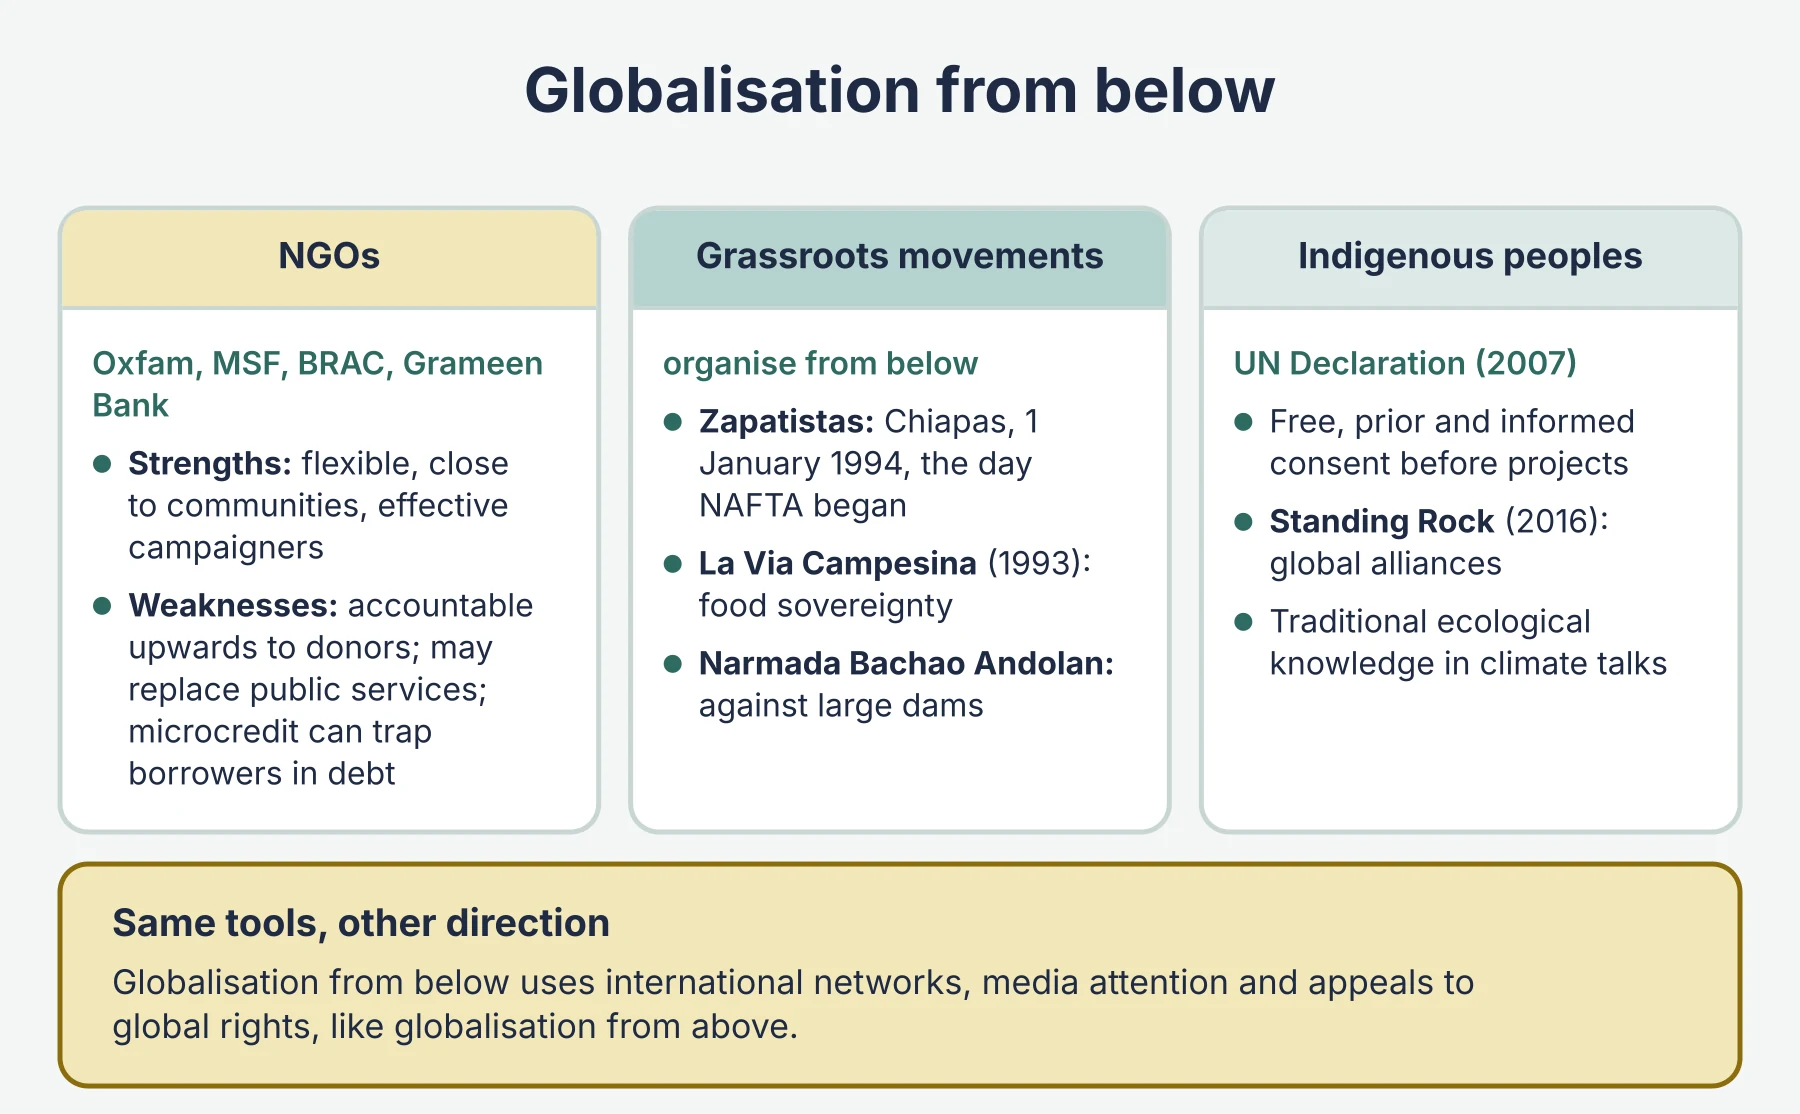 Globalisation from below
NGOs
Oxfam, MSF, BRAC, Grameen
Bank
Strengths: flexible, close
to communities, effective
campaigners
Weaknesses: accountable
upwards to donors; may
replace public services;
microcredit can trap
borrowers in debt
Grassroots movements
organise from below
Zapatistas: Chiapas, 1
January 1994, the day
NAFTA began
La Via Campesina (1993):
food sovereignty
Narmada Bachao Andolan:
against large dams
Indigenous peoples
UN Declaration (2007)
Free, prior and informed
consent before projects
Standing Rock (2016):
global alliances
Traditional ecological
knowledge in climate talks
Same tools, other direction
Globalisation from below uses international networks, media attention and appeals to
global rights, like globalisation from above.